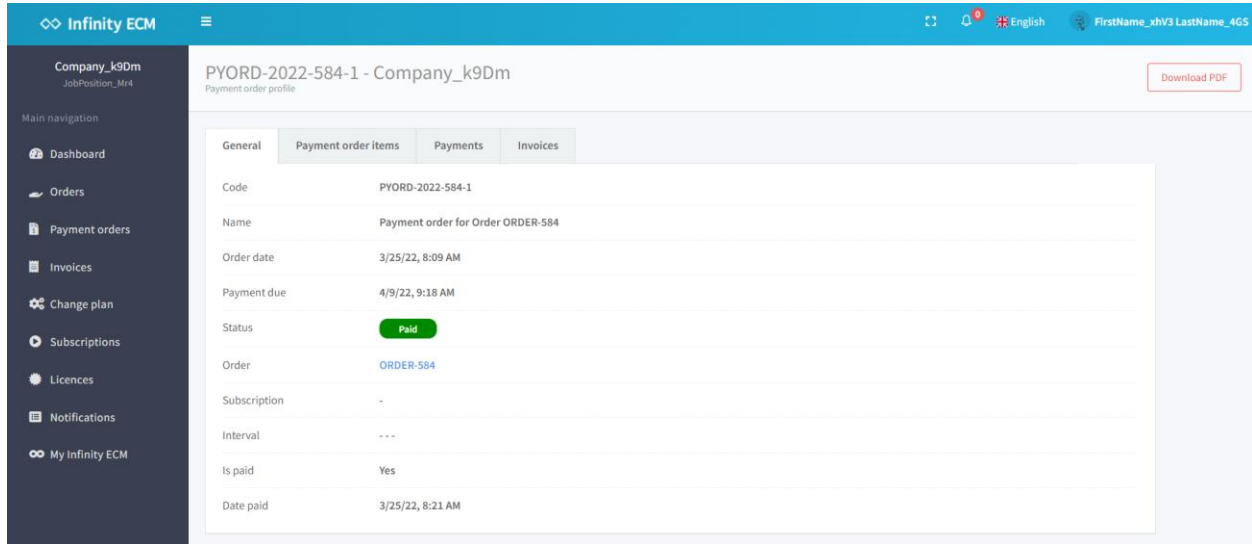 Infinity ECM
0
English
FirstName_xhV3 LastName_4GS
Company_k9Dm
JobPosition_Mr4
Main navigation
Dashboard
Orders
Payment orders
Invoices
Change plan
Subscriptions
Licences
Notifications
My Infinity ECM
PYORD-2022-584-1 - Company_k9Dm
Payment order profile
Download PDF
General Payment order items Payments Invoices
Code PYORD-2022-584-1
Name Payment order for Order ORDER-584
Order date 3/25/22, 8:09 AM
Payment due 4/9/22, 9:18 AM
Status Paid
Order ORDER-584
Subscription -
Interval - - -
Is paid Yes
Date paid 3/25/22, 8:21 AM